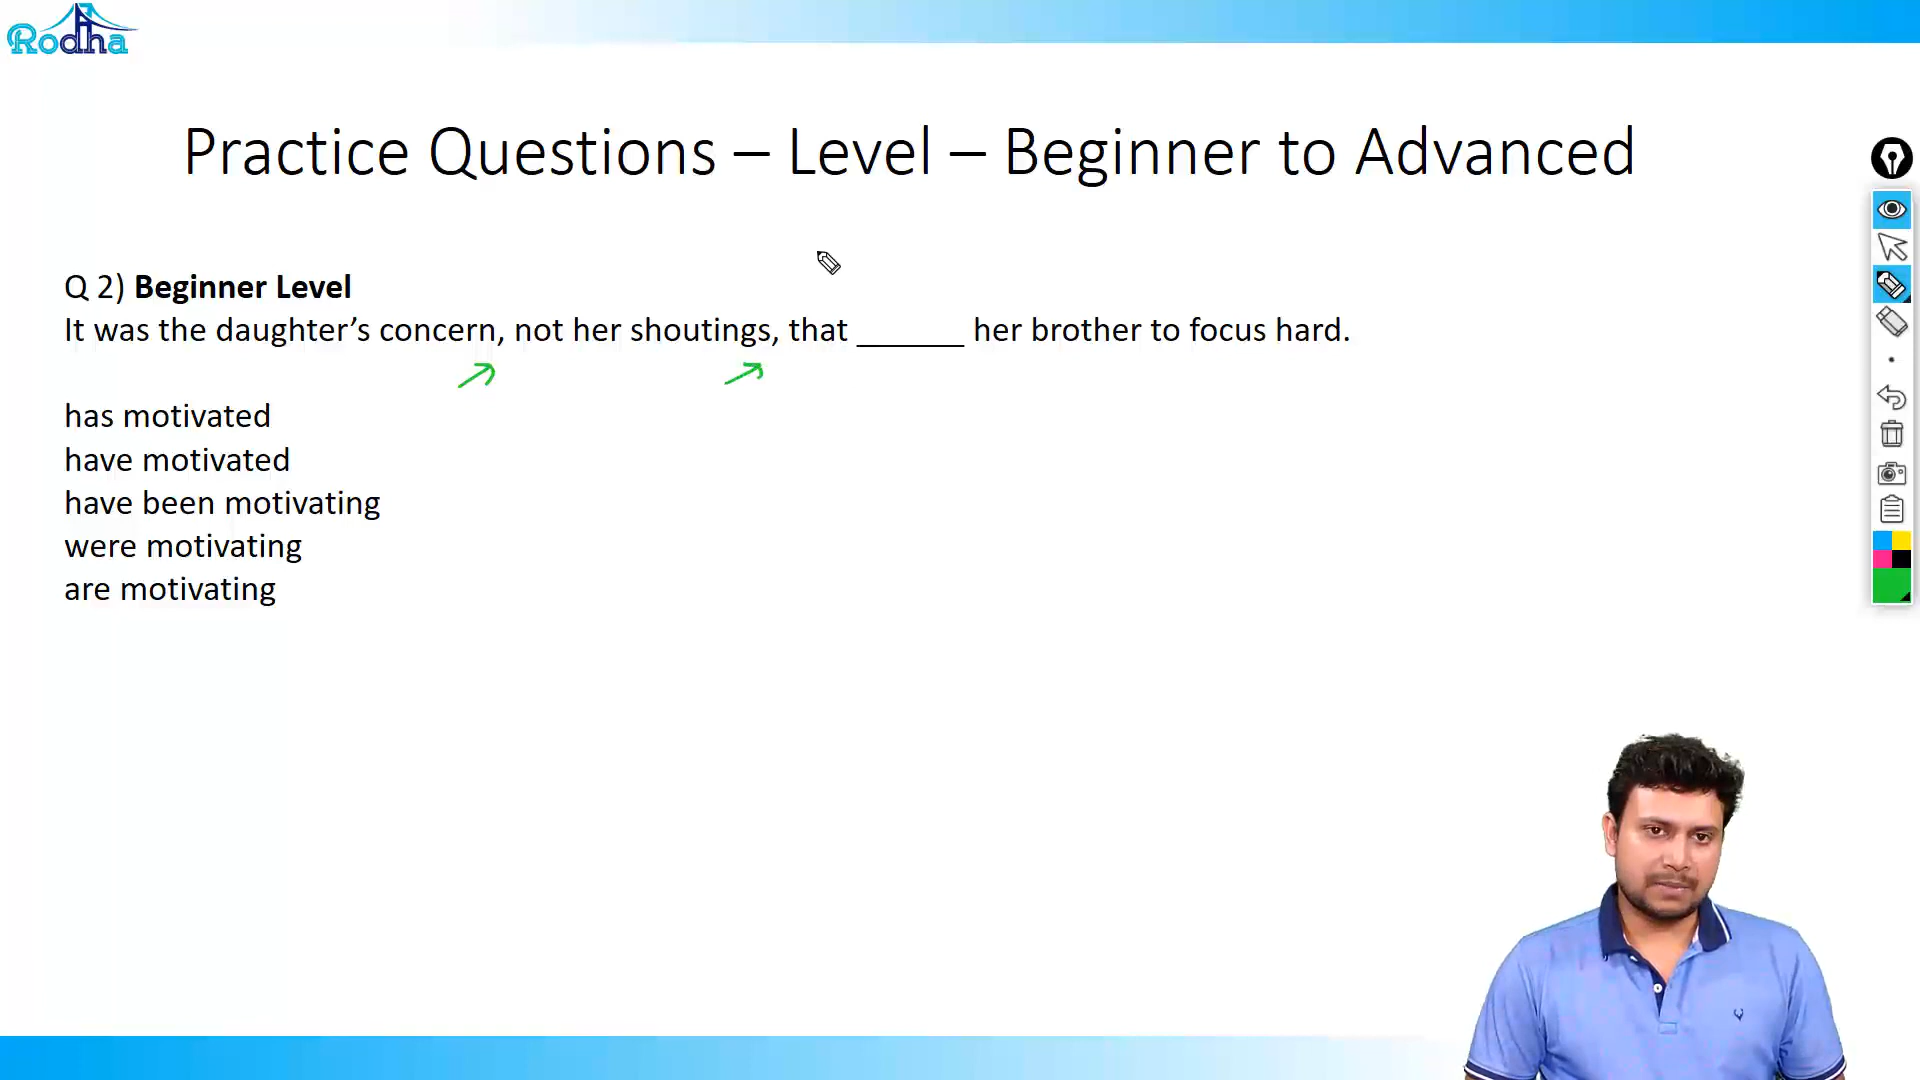 Rodha
Practice Questions – Level – Beginner to Advanced
Q 2) Beginner Level
It was the daughter’s concern, not her shoutings, that ______ her brother to focus hard.
has motivated
have motivated
have been motivating
were motivating
are motivating